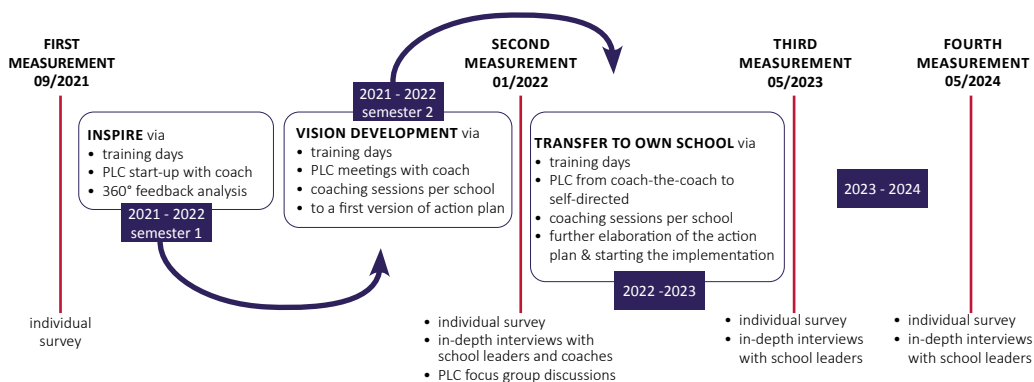 FIRST
MEASUREMENT
09/2021
SECOND
MEASUREMENT
01/2022
THIRD
MEASUREMENT
05/2023
FOURTH
MEASUREMENT
05/2024
INSPIRE via
• training days
• PLC start-up with coach
• 360° feedback analysis
2021 - 2022
semester 1
2021 - 2022
semester 2
VISION DEVELOPMENT via
• training days
• PLC meetings with coach
• coaching sessions per school
• to a first version of action plan
TRANSFER TO OWN SCHOOL via
• training days
• PLC from coach-the-coach to
self-directed
• coaching sessions per school
• further elaboration of the action
plan & starting the implementation
2022 -2023
2023 - 2024
individual
survey
• individual survey
• in-depth interviews with
school leaders and coaches
• PLC focus group discussions
• individual survey
• in-depth interviews
with school leaders
• individual survey
• in-depth interviews
with school leaders